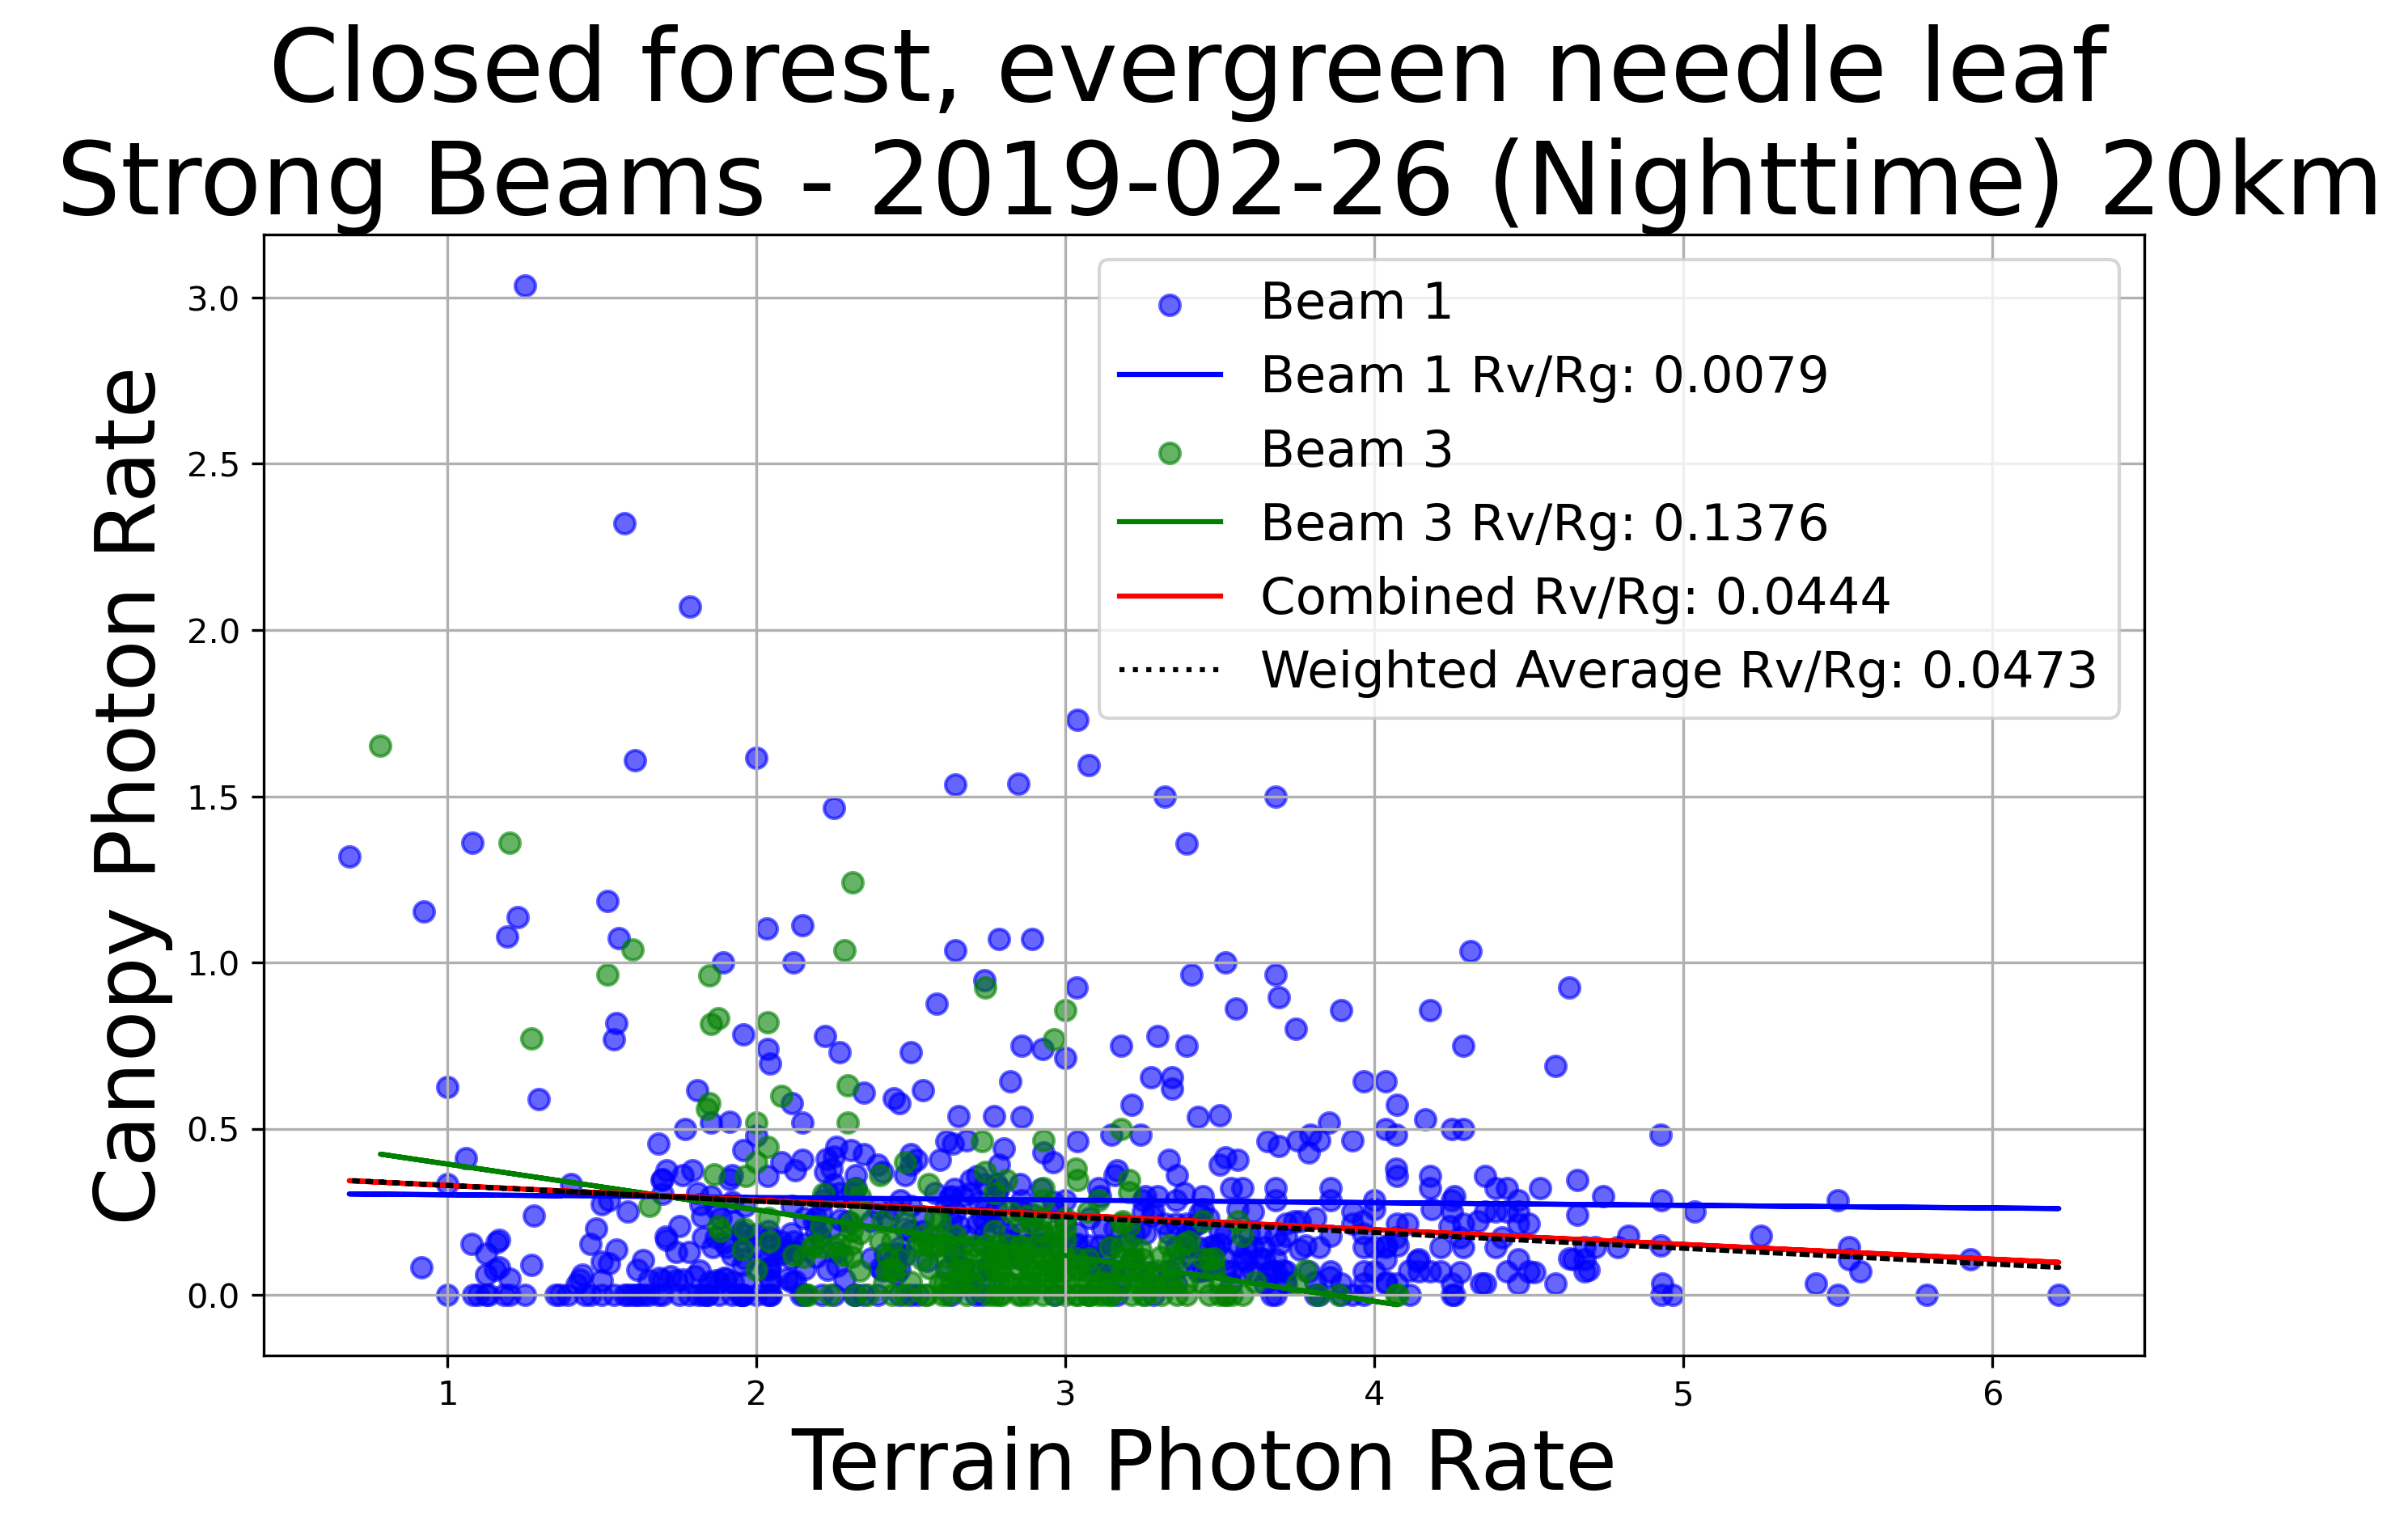 Closed forest, evergreen needle leaf
Strong Beams - 2019-02-26 (Nighttime) 20km
Canopy Photon Rate
3.0
2.5
2.0
1.5
1.0
0.5
0.0
Beam 1
Beam 1 Rv/Rg: 0.0079
Beam 3
Beam 3 Rv/Rg: 0.1376
Combined Rv/Rg: 0.0444
Weighted Average Rv/Rg: 0.0473
1 2 3 4 5 6
Terrain Photon Rate